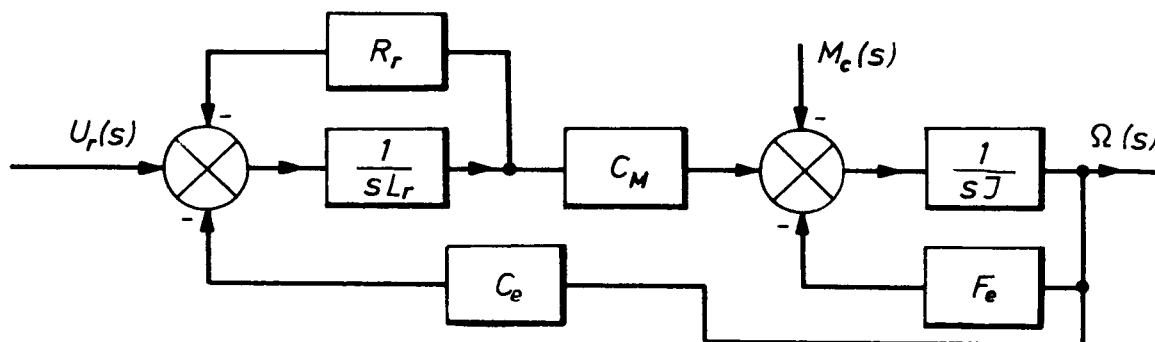 R_r
-
M_c(s)
-
U_r(s)
Ω(s)
1
sL_r
C_M
1
sJ
-
-
C_e
F_e